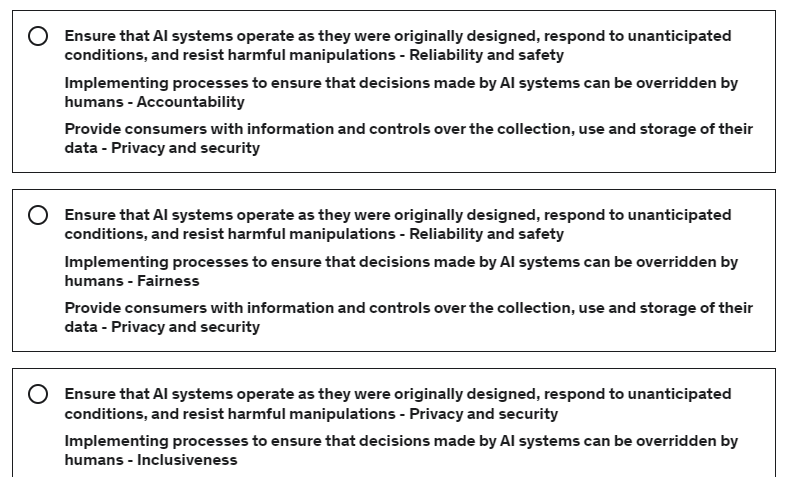 Ensure that AI systems operate as they were originally designed, respond to unanticipated
conditions, and resist harmful manipulations - Reliability and safety
Implementing processes to ensure that decisions made by AI systems can be overridden by
humans - Accountability
Provide consumers with information and controls over the collection, use and storage of their
data - Privacy and security
Ensure that AI systems operate as they were originally designed, respond to unanticipated
conditions, and resist harmful manipulations - Reliability and safety
Implementing processes to ensure that decisions made by AI systems can be overridden by
humans - Fairness
Provide consumers with information and controls over the collection, use and storage of their
data - Privacy and security
Ensure that AI systems operate as they were originally designed, respond to unanticipated
conditions, and resist harmful manipulations - Privacy and security
Implementing processes to ensure that decisions made by AI systems can be overridden by
humans - Inclusiveness